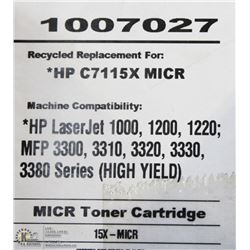 1007027
Recycled Replacement For:
*HP C7115X MICR
Machine Compatibility:
*HP LaserJet 1000, 1200, 1220;
MFP 3300, 3310, 3320, 3330,
3380 Series (HIGH YIELD)
MICR Toner Cartridge
15X-MICR